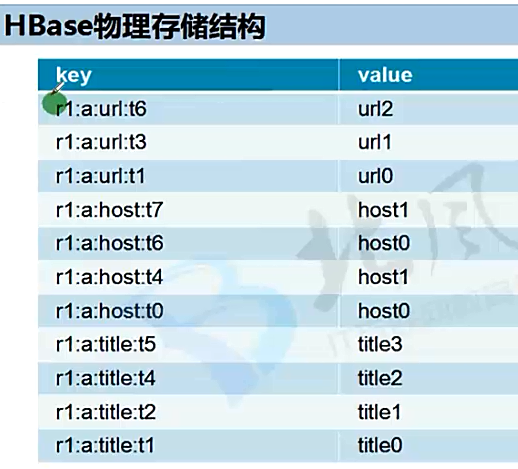 HBase物理存储结构
key value
r1:a:url:t6 url2
r1:a:url:t3 url1
r1:a:url:t1 url0
r1:a:host:t7 host1
r1:a:host:t6 host0
r1:a:host:t4 host1
r1:a:host:t0 host0
r1:a:title:t5 title3
r1:a:title:t4 title2
r1:a:title:t2 title1
r1:a:title:t1 title0
北风